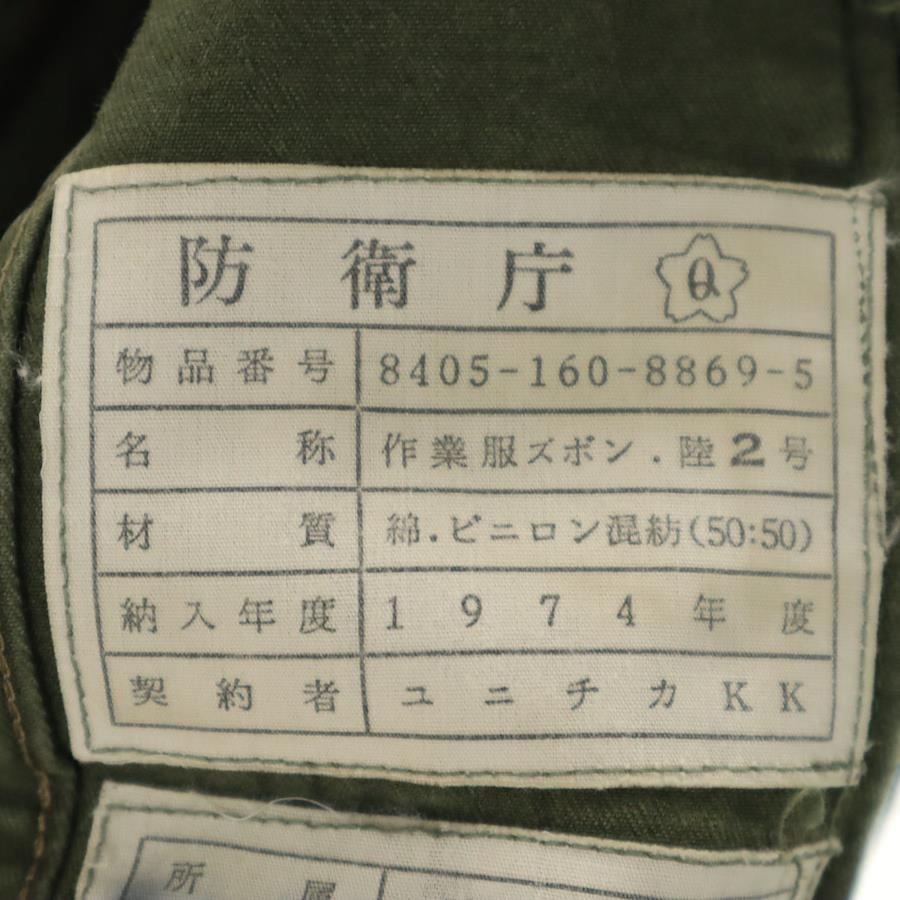 防衛庁 Q
物品番号 8405-160-8869-5
名称 作業服ズボン.陸2号
材質 綿.ビニロン混紡(50:50)
納入年度 1974年度
契約者 ユニチカKK
所属